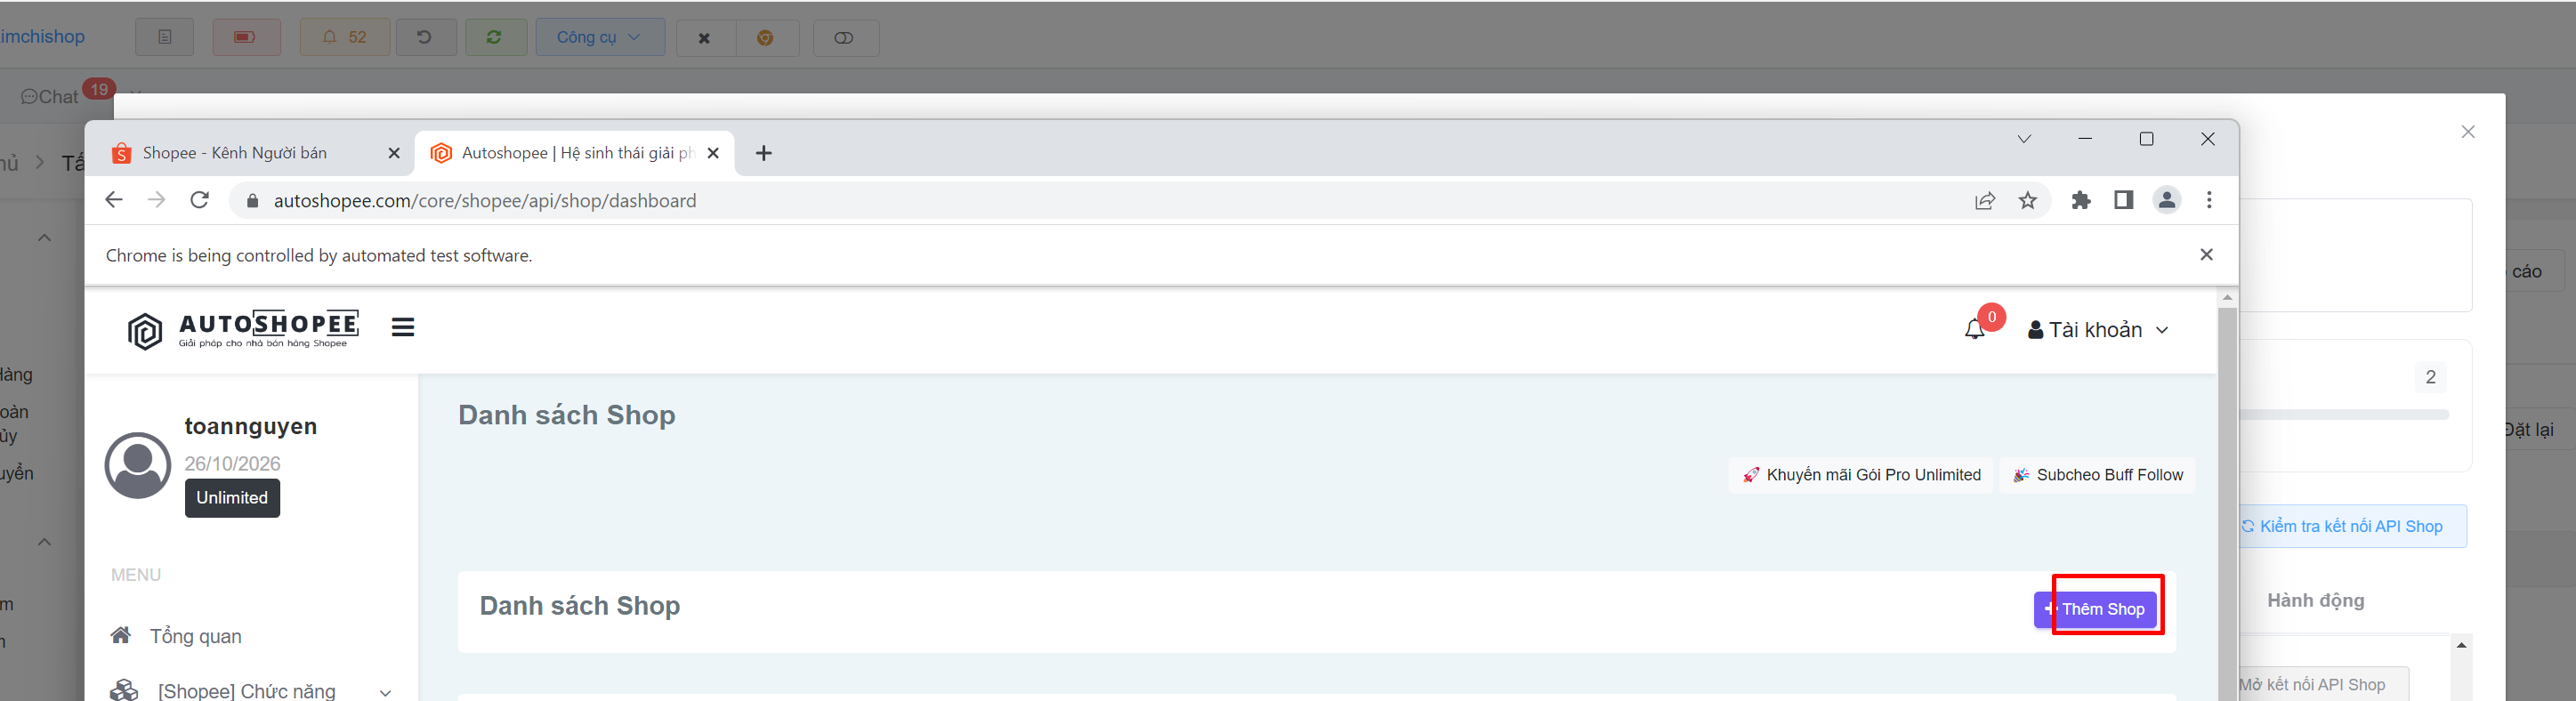 imchishop
52
Công cụ
Chat 19
Shopee - Kênh Người bán
Autoshopee | Hệ sinh thái giải ph
autoshopee.com/core/shopee/api/shop/dashboard
Chrome is being controlled by automated test software.
cáo
AUTOSHOPEE
Giải pháp cho nhà bán hàng Shopee
0
Tài khoản
2
Danh sách Shop
toannguyen
26/10/2026
Unlimited
Đặt lại
Khuyến mãi Gói Pro Unlimited
Subcheo Buff Follow
Kiểm tra kết nối API Shop
MENU
Danh sách Shop
+ Thêm Shop
Hành động
Tổng quan
[Shopee] Chức năng
Mở kết nối API Shop